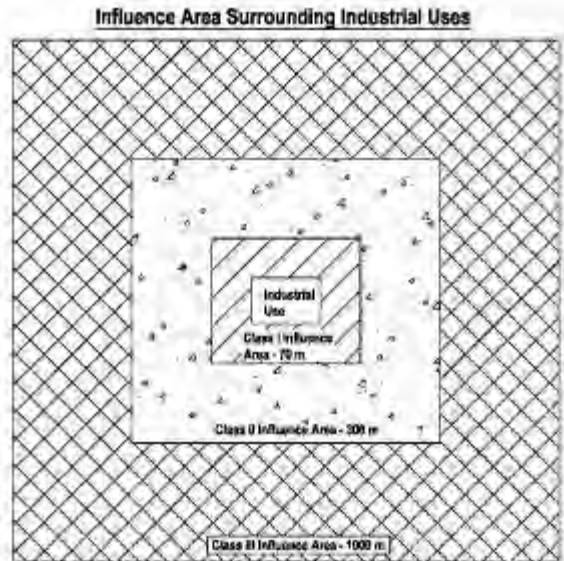 Influence Area Surrounding Industrial Uses
Industrial
Use
Class I Influence
Area - 70 m
Class II Influence Area - 300 m
Class III Influence Area - 1000 m